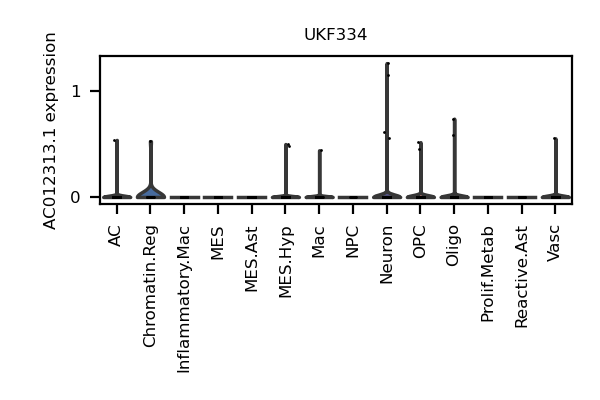 UKF334
AC012313.1 expression
1
0
AC
Chromatin.Reg
Inflammatory.Mac
MES
MES.Ast
MES.Hyp
Mac
NPC
Neuron
OPC
Oligo
Prolif.Metab
Reactive.Ast
Vasc